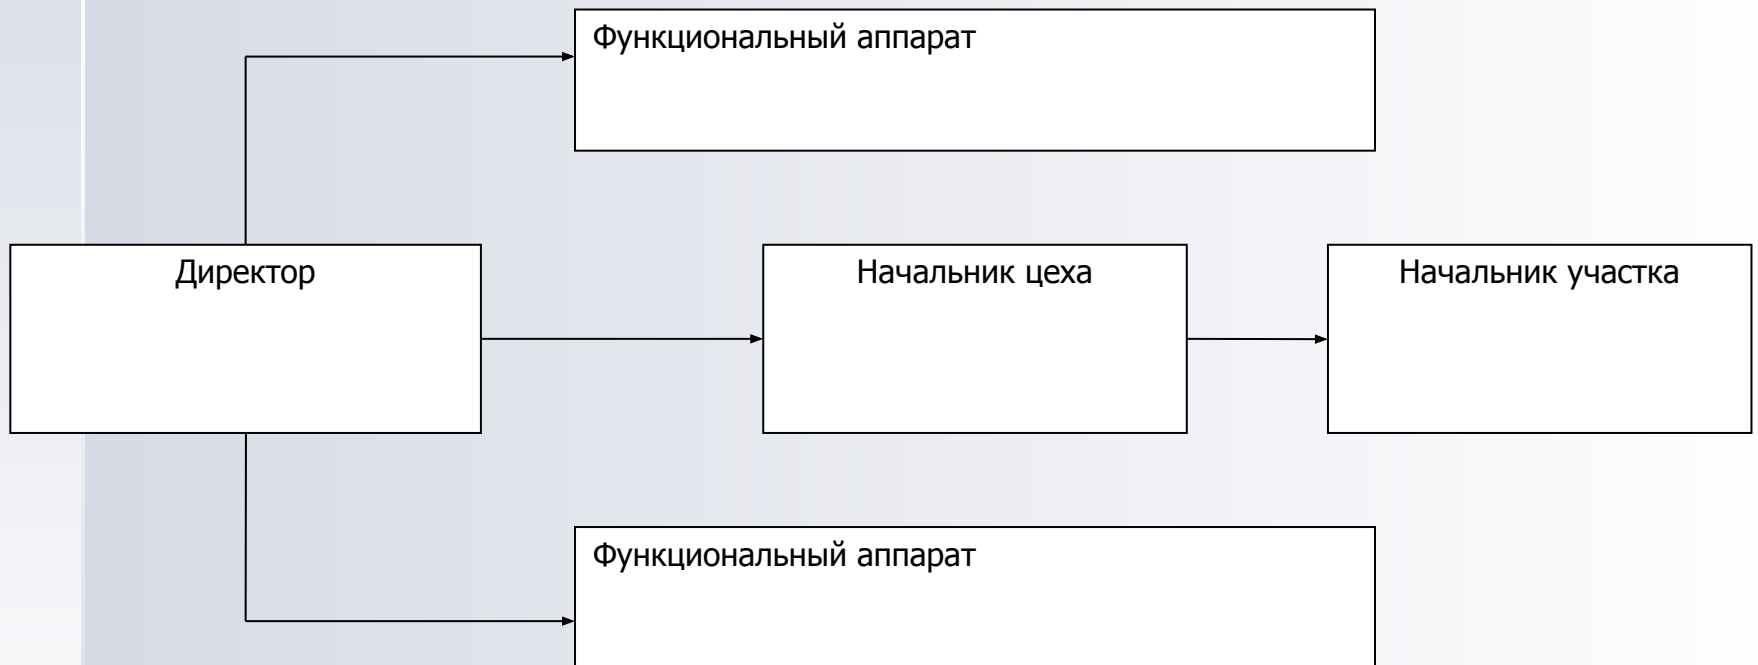 Функциональный аппарат
Директор
Начальник цеха
Начальник участка
Функциональный аппарат